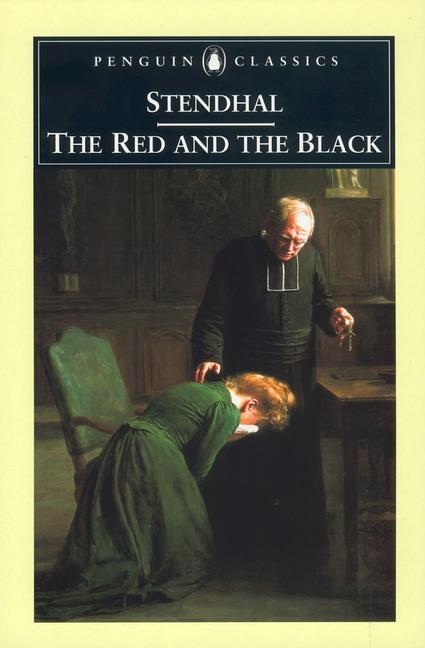 PENGUIN CLASSICS
STENDHAL
THE RED AND THE BLACK